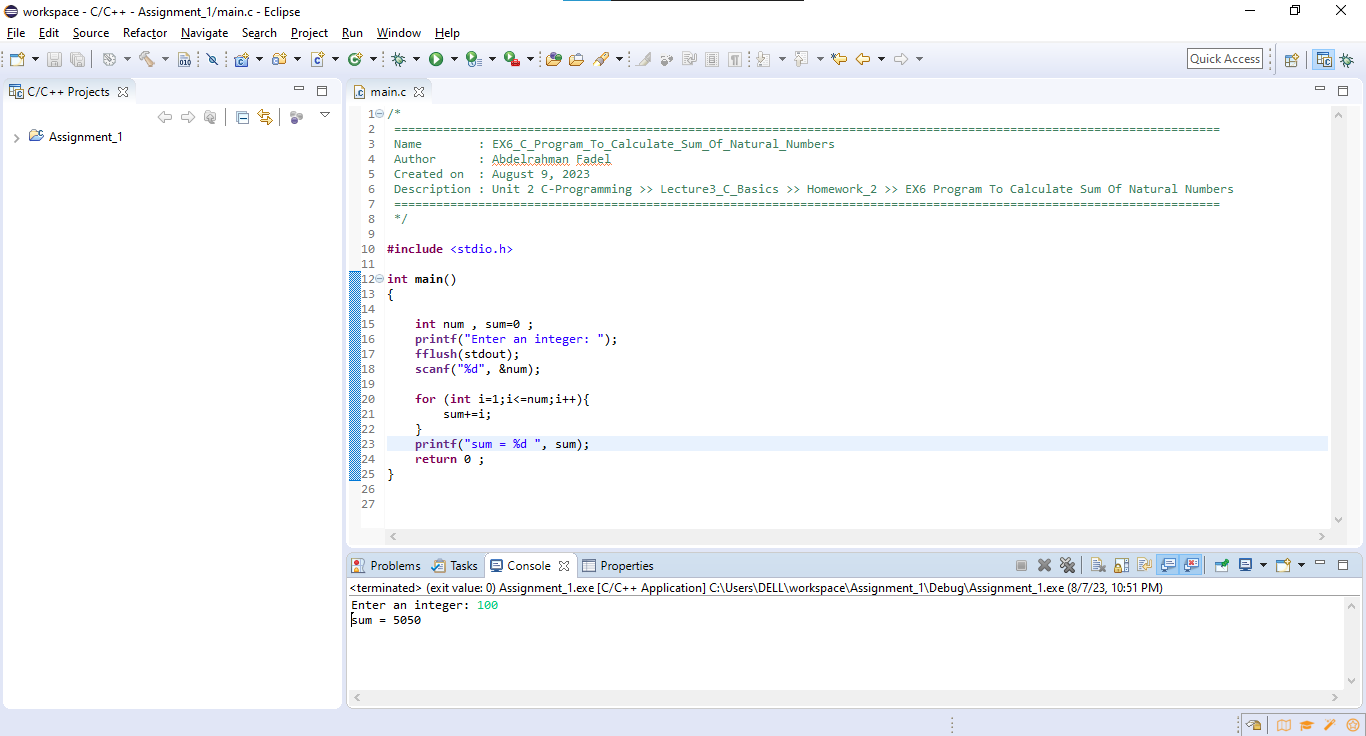 workspace - C/C++ - Assignment_1/main.c - Eclipse
File Edit Source Refactor Navigate Search Project Run Window Help
Quick Access
C/C++ Projects
Assignment_1
main.c
1 /*
2 ======================================================================================================================
3 Name        : EX6_C_Program_To_Calculate_Sum_Of_Natural_Numbers
4 Author      : Abdelrahman Fadel
5 Created on  : August 9, 2023
6 Description : Unit 2 C-Programming >> Lecture3_C_Basics >> Homework_2 >> EX6 Program To Calculate Sum Of Natural Numbers
7 ======================================================================================================================
8 */
9
10 #include <stdio.h>
11
12 int main()
13 {
14
15     int num , sum=0 ;
16     printf("Enter an integer: ");
17     fflush(stdout);
18     scanf("%d", &num);
19
20     for (int i=1;i<=num;i++){
21         sum+=i;
22     }
23     printf("sum = %d ", sum);
24     return 0 ;
25 }
26
27
Problems Tasks Console Properties
<terminated> (exit value: 0) Assignment_1.exe [C/C++ Application] C:\Users\DELL\workspace\Assignment_1\Debug\Assignment_1.exe (8/7/23, 10:51 PM)
Enter an integer: 100
sum = 5050